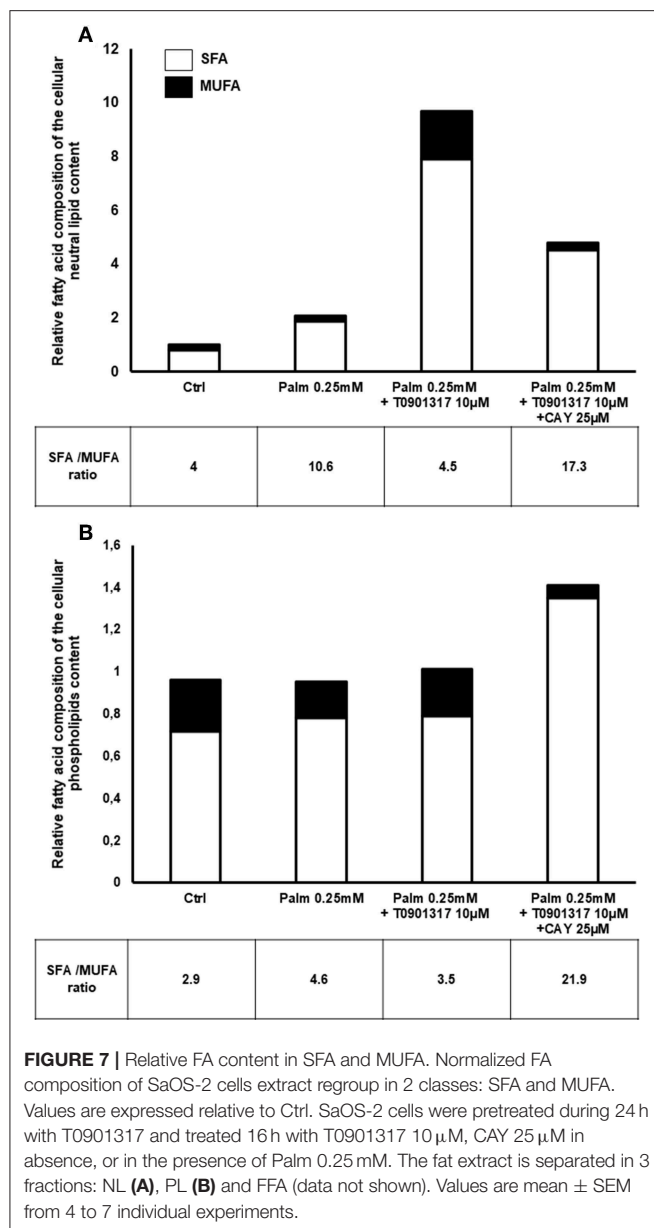 A
SFA
MUFA
Relative fatty acid composition of the cellular
neutral lipid content
12
10
8
6
4
2
0
Ctrl
Palm 0.25mM
Palm 0.25mM
+ T0901317 10µM
Palm 0.25mM
+ T0901317 10µM
+CAY 25µM
SFA /MUFA
ratio
4
10.6
4.5
17.3
B
Relative fatty acid composition of the cellular
phospholipids content
1,6
1,4
1,2
1
0,8
0,6
0,4
0,2
0
Ctrl
Palm 0.25mM
Palm 0.25mM
+ T0901317 10µM
Palm 0.25mM
+ T0901317 10µM
+CAY 25µM
SFA /MUFA
ratio
2.9
4.6
3.5
21.9
FIGURE 7 | Relative FA content in SFA and MUFA. Normalized FA
composition of SaOS-2 cells extract regroup in 2 classes: SFA and MUFA.
Values are expressed relative to Ctrl. SaOS-2 cells were pretreated during 24 h
with T0901317 and treated 16 h with T0901317 10 µM, CAY 25 µM in
absence, or in the presence of Palm 0.25 mM. The fat extract is separated in 3
fractions: NL (A), PL (B) and FFA (data not shown). Values are mean ± SEM
from 4 to 7 individual experiments.